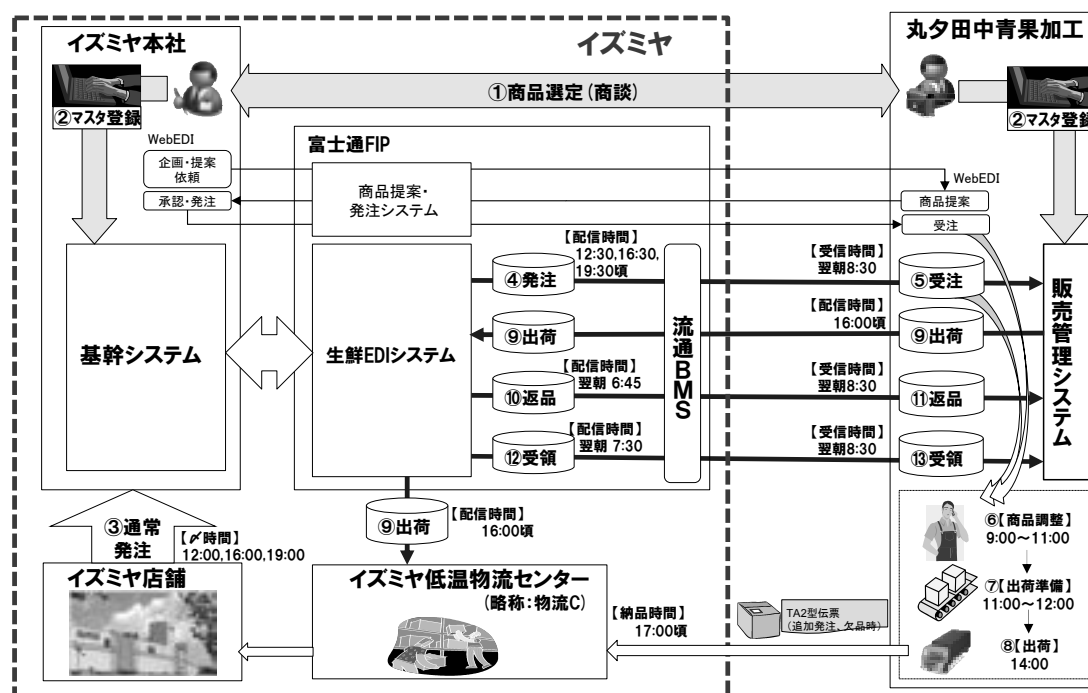 イズミヤ本社
イズミヤ
丸夕田中青果加工
①商品選定(商談)
②マスタ登録
②マスタ登録
WebEDI
企画・提案
依頼
承認・発注
富士通FIP
商品提案・
発注システム
WebEDI
商品提案
受注
基幹システム
生鮮EDIシステム
流通BMS
販売管理システム
【配信時間】
12:30,16:30,
19:30頃
④発注
【受信時間】
翌朝8:30
⑤受注
⑨出荷
【配信時間】
16:00頃
⑨出荷
【配信時間】
翌朝 6:45
⑩返品
【受信時間】
翌朝8:30
⑪返品
【配信時間】
翌朝 7:30
⑫受領
【受信時間】
翌朝8:30
⑬受領
⑨出荷
【配信時間】
16:00頃
③通常
発注
【〆時間】
12:00,16:00,19:00
イズミヤ店舗
イズミヤ低温物流センター
(略称:物流C)
【納品時間】
17:00頃
TA2型伝票
(追加発注、欠品時)
⑥【商品調整】
9:00~11:00
⑦【出荷準備】
11:00~12:00
⑧【出荷】
14:00